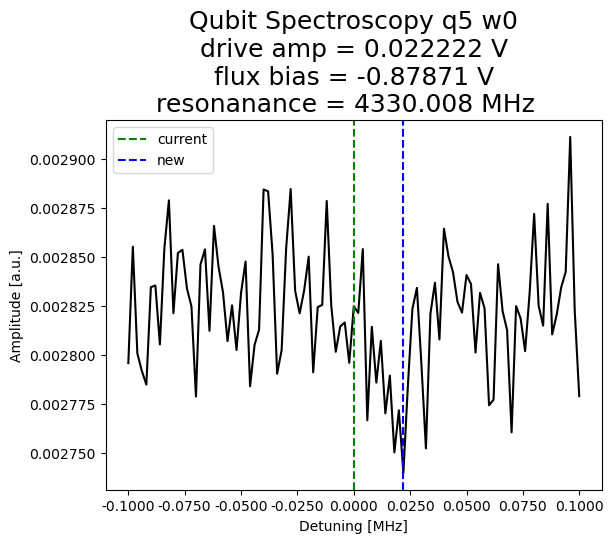 Qubit Spectroscopy q5 w0
drive amp = 0.022222 V
flux bias = -0.87871 V
resonanance = 4330.008 MHz
current
new
0.002900
0.002875
0.002850
0.002825
0.002800
0.002775
0.002750
Amplitude [a.u.]
-0.1000 -0.0750 -0.0500 -0.0250 0.0000 0.0250 0.0500 0.0750 0.1000
Detuning [MHz]